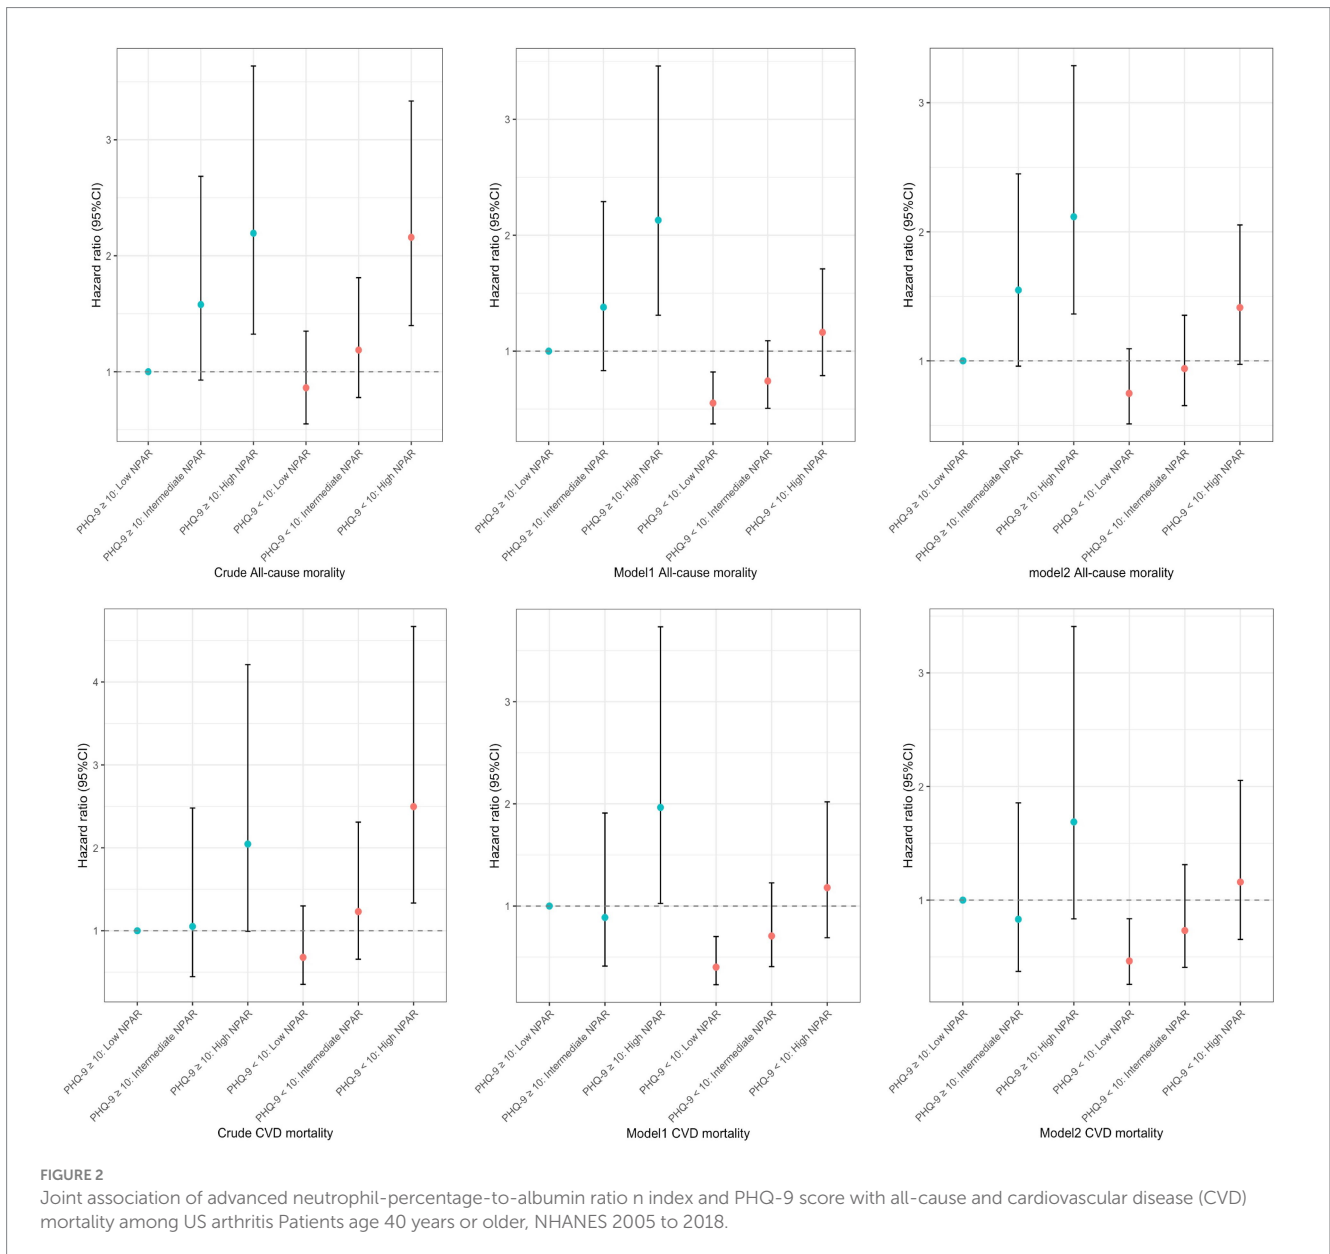 Hazard ratio (95%CI)
3
2
1
PHQ-9 ≥ 10: Low NPAR
PHQ-9 ≥ 10: Intermediate NPAR
PHQ-9 ≥ 10: High NPAR
PHQ-9 < 10: Low NPAR
PHQ-9 < 10: Intermediate NPAR
PHQ-9 < 10: High NPAR
Crude All-cause morality
Hazard ratio (95%CI)
3
2
1
PHQ-9 ≥ 10: Low NPAR
PHQ-9 ≥ 10: Intermediate NPAR
PHQ-9 ≥ 10: High NPAR
PHQ-9 < 10: Low NPAR
PHQ-9 < 10: Intermediate NPAR
PHQ-9 < 10: High NPAR
Model1 All-cause morality
Hazard ratio (95%CI)
3
2
1
PHQ-9 ≥ 10: Low NPAR
PHQ-9 ≥ 10: Intermediate NPAR
PHQ-9 ≥ 10: High NPAR
PHQ-9 < 10: Low NPAR
PHQ-9 < 10: Intermediate NPAR
PHQ-9 < 10: High NPAR
model2 All-cause morality
Hazard ratio (95%CI)
4
3
2
1
PHQ-9 ≥ 10: Low NPAR
PHQ-9 ≥ 10: Intermediate NPAR
PHQ-9 ≥ 10: High NPAR
PHQ-9 < 10: Low NPAR
PHQ-9 < 10: Intermediate NPAR
PHQ-9 < 10: High NPAR
Crude CVD mortality
Hazard ratio (95%CI)
3
2
1
PHQ-9 ≥ 10: Low NPAR
PHQ-9 ≥ 10: Intermediate NPAR
PHQ-9 ≥ 10: High NPAR
PHQ-9 < 10: Low NPAR
PHQ-9 < 10: Intermediate NPAR
PHQ-9 < 10: High NPAR
Model1 CVD mortality
Hazard ratio (95%CI)
3
2
1
PHQ-9 ≥ 10: Low NPAR
PHQ-9 ≥ 10: Intermediate NPAR
PHQ-9 ≥ 10: High NPAR
PHQ-9 < 10: Low NPAR
PHQ-9 < 10: Intermediate NPAR
PHQ-9 < 10: High NPAR
Model2 CVD mortality
FIGURE 2
Joint association of advanced neutrophil-percentage-to-albumin ratio n index and PHQ-9 score with all-cause and cardiovascular disease (CVD)
mortality among US arthritis Patients age 40 years or older, NHANES 2005 to 2018.